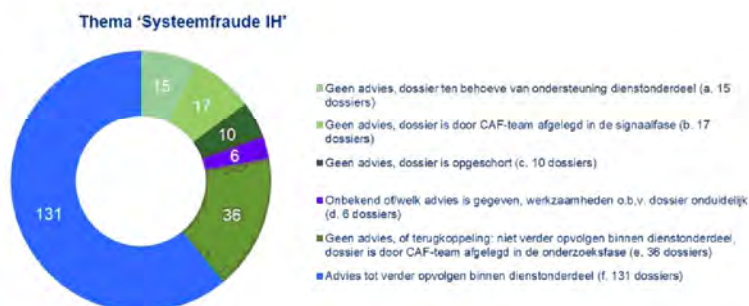 Thema 'Systeemfraude IH'
15
17
10
6
36
131
Geen advies, dossier ten behoeve van ondersteuning dienstonderdeel (a. 15
dossiers)
Geen advies, dossier is door CAF-team afgelegd in de signaalfase (b. 17
dossiers)
Geen advies, dossier is opgeschort (c. 10 dossiers)
Onbekend of/welk advies is gegeven, werkzaamheden o.b.v. dossier onduidelijk
(d. 6 dossiers)
Geen advies, of terugkoppeling: niet verder opvolgen binnen dienstonderdeel,
dossier is door CAF-team afgelegd in de onderzoeksfase (e. 36 dossiers)
Advies tot verder opvolgen binnen dienstonderdeel (f. 131 dossiers)